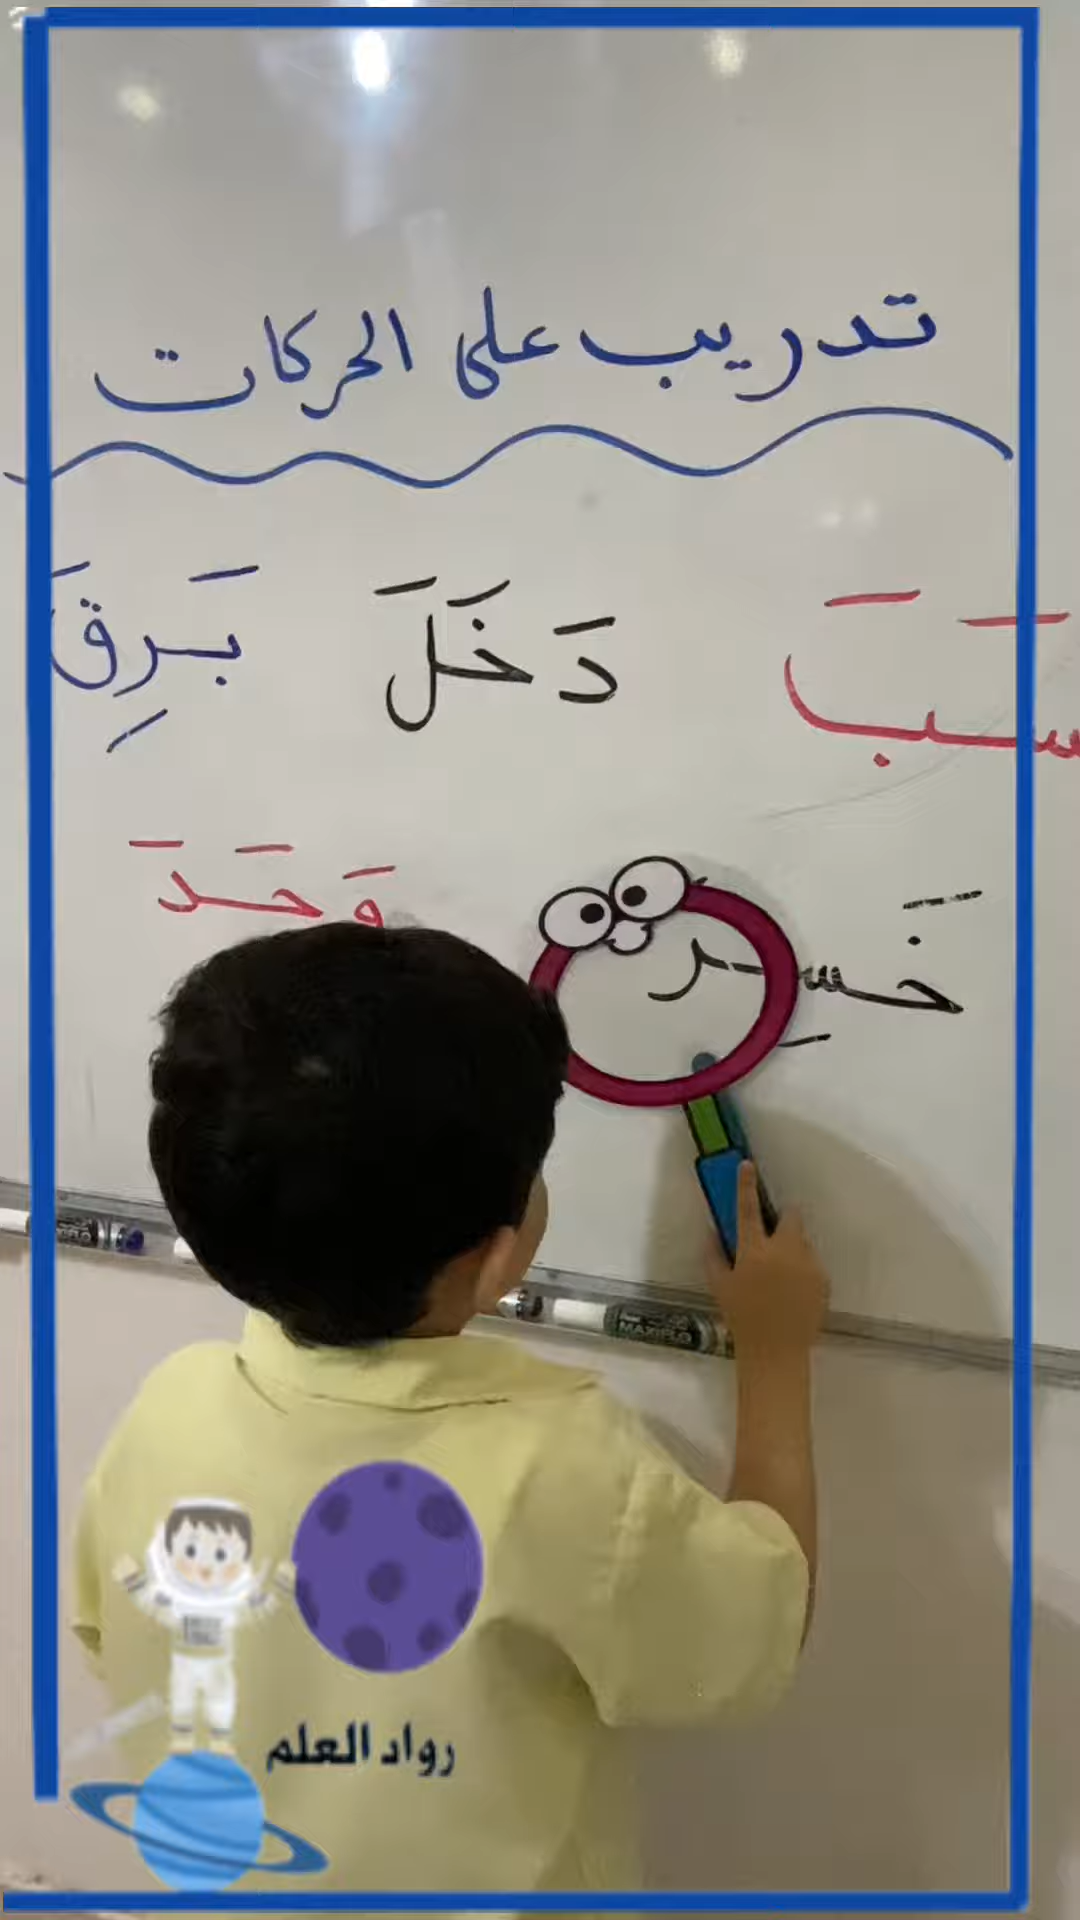 تدريب على الحركات
سَبَ دَخَلَ بَرِقَ
خَسِر وَحَدَ
رواد العلم